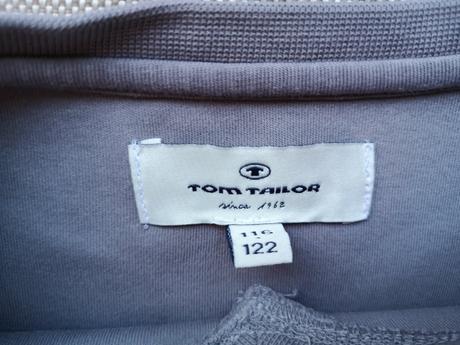 T
TOM TAILOR
since 1962
116
-
122